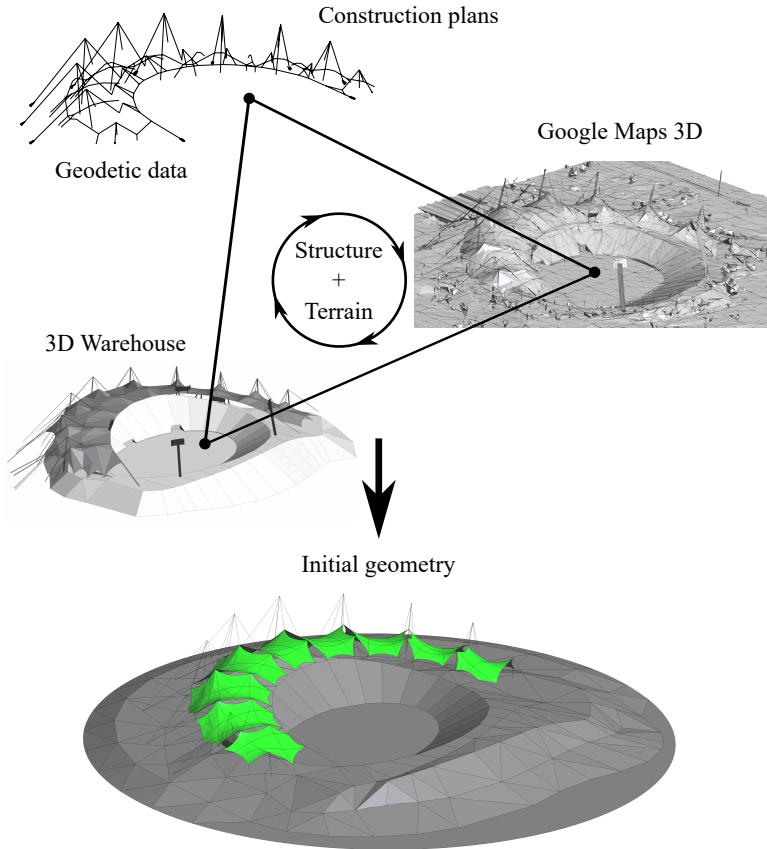 Construction plans
Google Maps 3D
Geodetic data
Structure
+
Terrain
3D Warehouse
Initial geometry